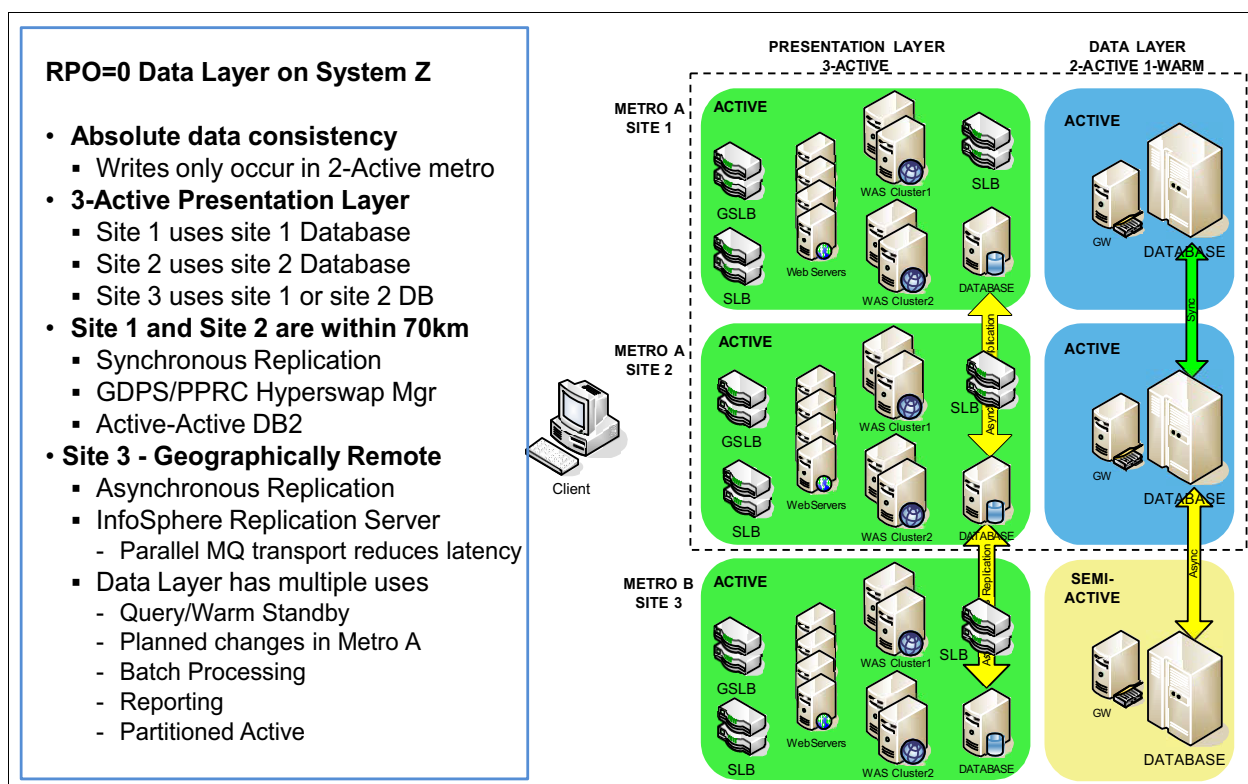 RPO=0 Data Layer on System Z
• Absolute data consistency
▪ Writes only occur in 2-Active metro
• 3-Active Presentation Layer
▪ Site 1 uses site 1 Database
▪ Site 2 uses site 2 Database
▪ Site 3 uses site 1 or site 2 DB
• Site 1 and Site 2 are within 70km
▪ Synchronous Replication
▪ GDPS/PPRC Hyperswap Mgr
▪ Active-Active DB2
• Site 3 - Geographically Remote
▪ Asynchronous Replication
▪ InfoSphere Replication Server
- Parallel MQ transport reduces latency
▪ Data Layer has multiple uses
- Query/Warm Standby
- Planned changes in Metro A
- Batch Processing
- Reporting
- Partitioned Active
Client
PRESENTATION LAYER
3-ACTIVE
DATA LAYER
2-ACTIVE 1-WARM
METRO A
SITE 1
ACTIVE
GSLB
SLB
Web Servers
WAS Cluster1
WAS Cluster2
SLB
DATABASE
ACTIVE
GW
DATABASE
Sync
METRO A
SITE 2
ACTIVE
GSLB
SLB
WebServers
WAS Cluster1
WAS Cluster2
SLB
Async
DATABASE
ACTIVE
GW
DATABASE
Async
METRO B
SITE 3
ACTIVE
GSLB
SLB
WebServers
WAS Cluster1
WAS Cluster2
Replication
SLB
DATABASE
SEMI-
ACTIVE
GW
DATABASE